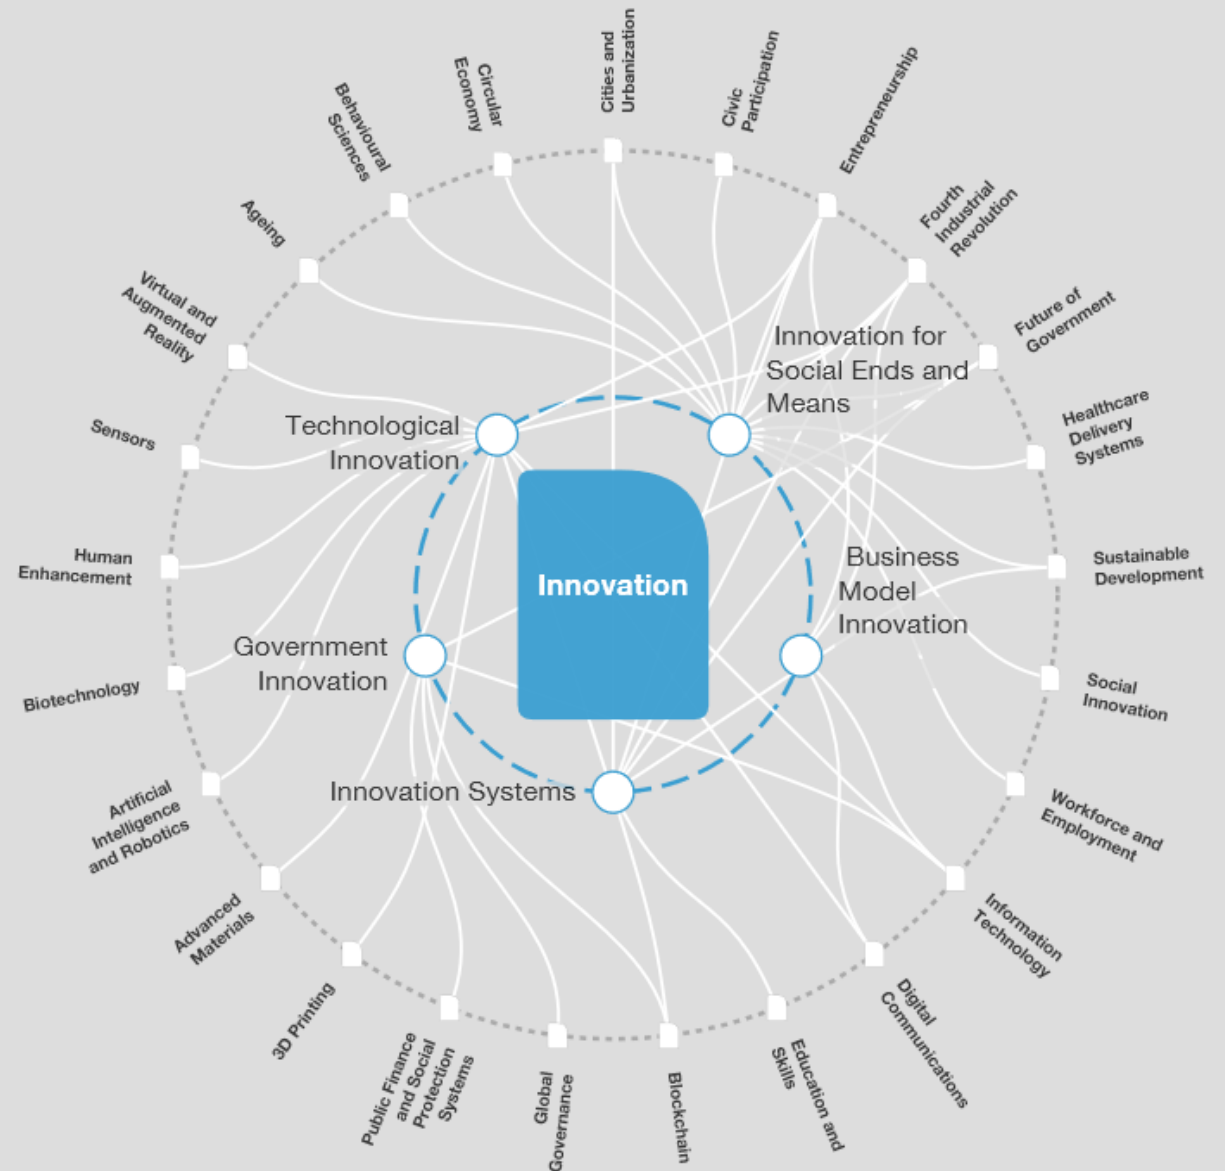 Cities and
Urbanization
Civic
Participation
Entrepreneurship
Fourth
Industrial
Revolution
Future of
Government
Healthcare
Delivery
Systems
Sustainable
Development
Social
Innovation
Workforce and
Employment
Information
Technology
Digital
Communications
Education and
Skills
Blockchain
Global
Governance
Public Finance
and Social
Protection
Systems
3D Printing
Advanced
Materials
Artificial
Intelligence
and Robotics
Biotechnology
Human
Enhancement
Sensors
Virtual and
Augmented
Reality
Ageing
Behavioural
Sciences
Circular
Economy
Innovation for
Social Ends and
Means
Technological
Innovation
Business
Model
Innovation
Innovation
Government
Innovation
Innovation Systems